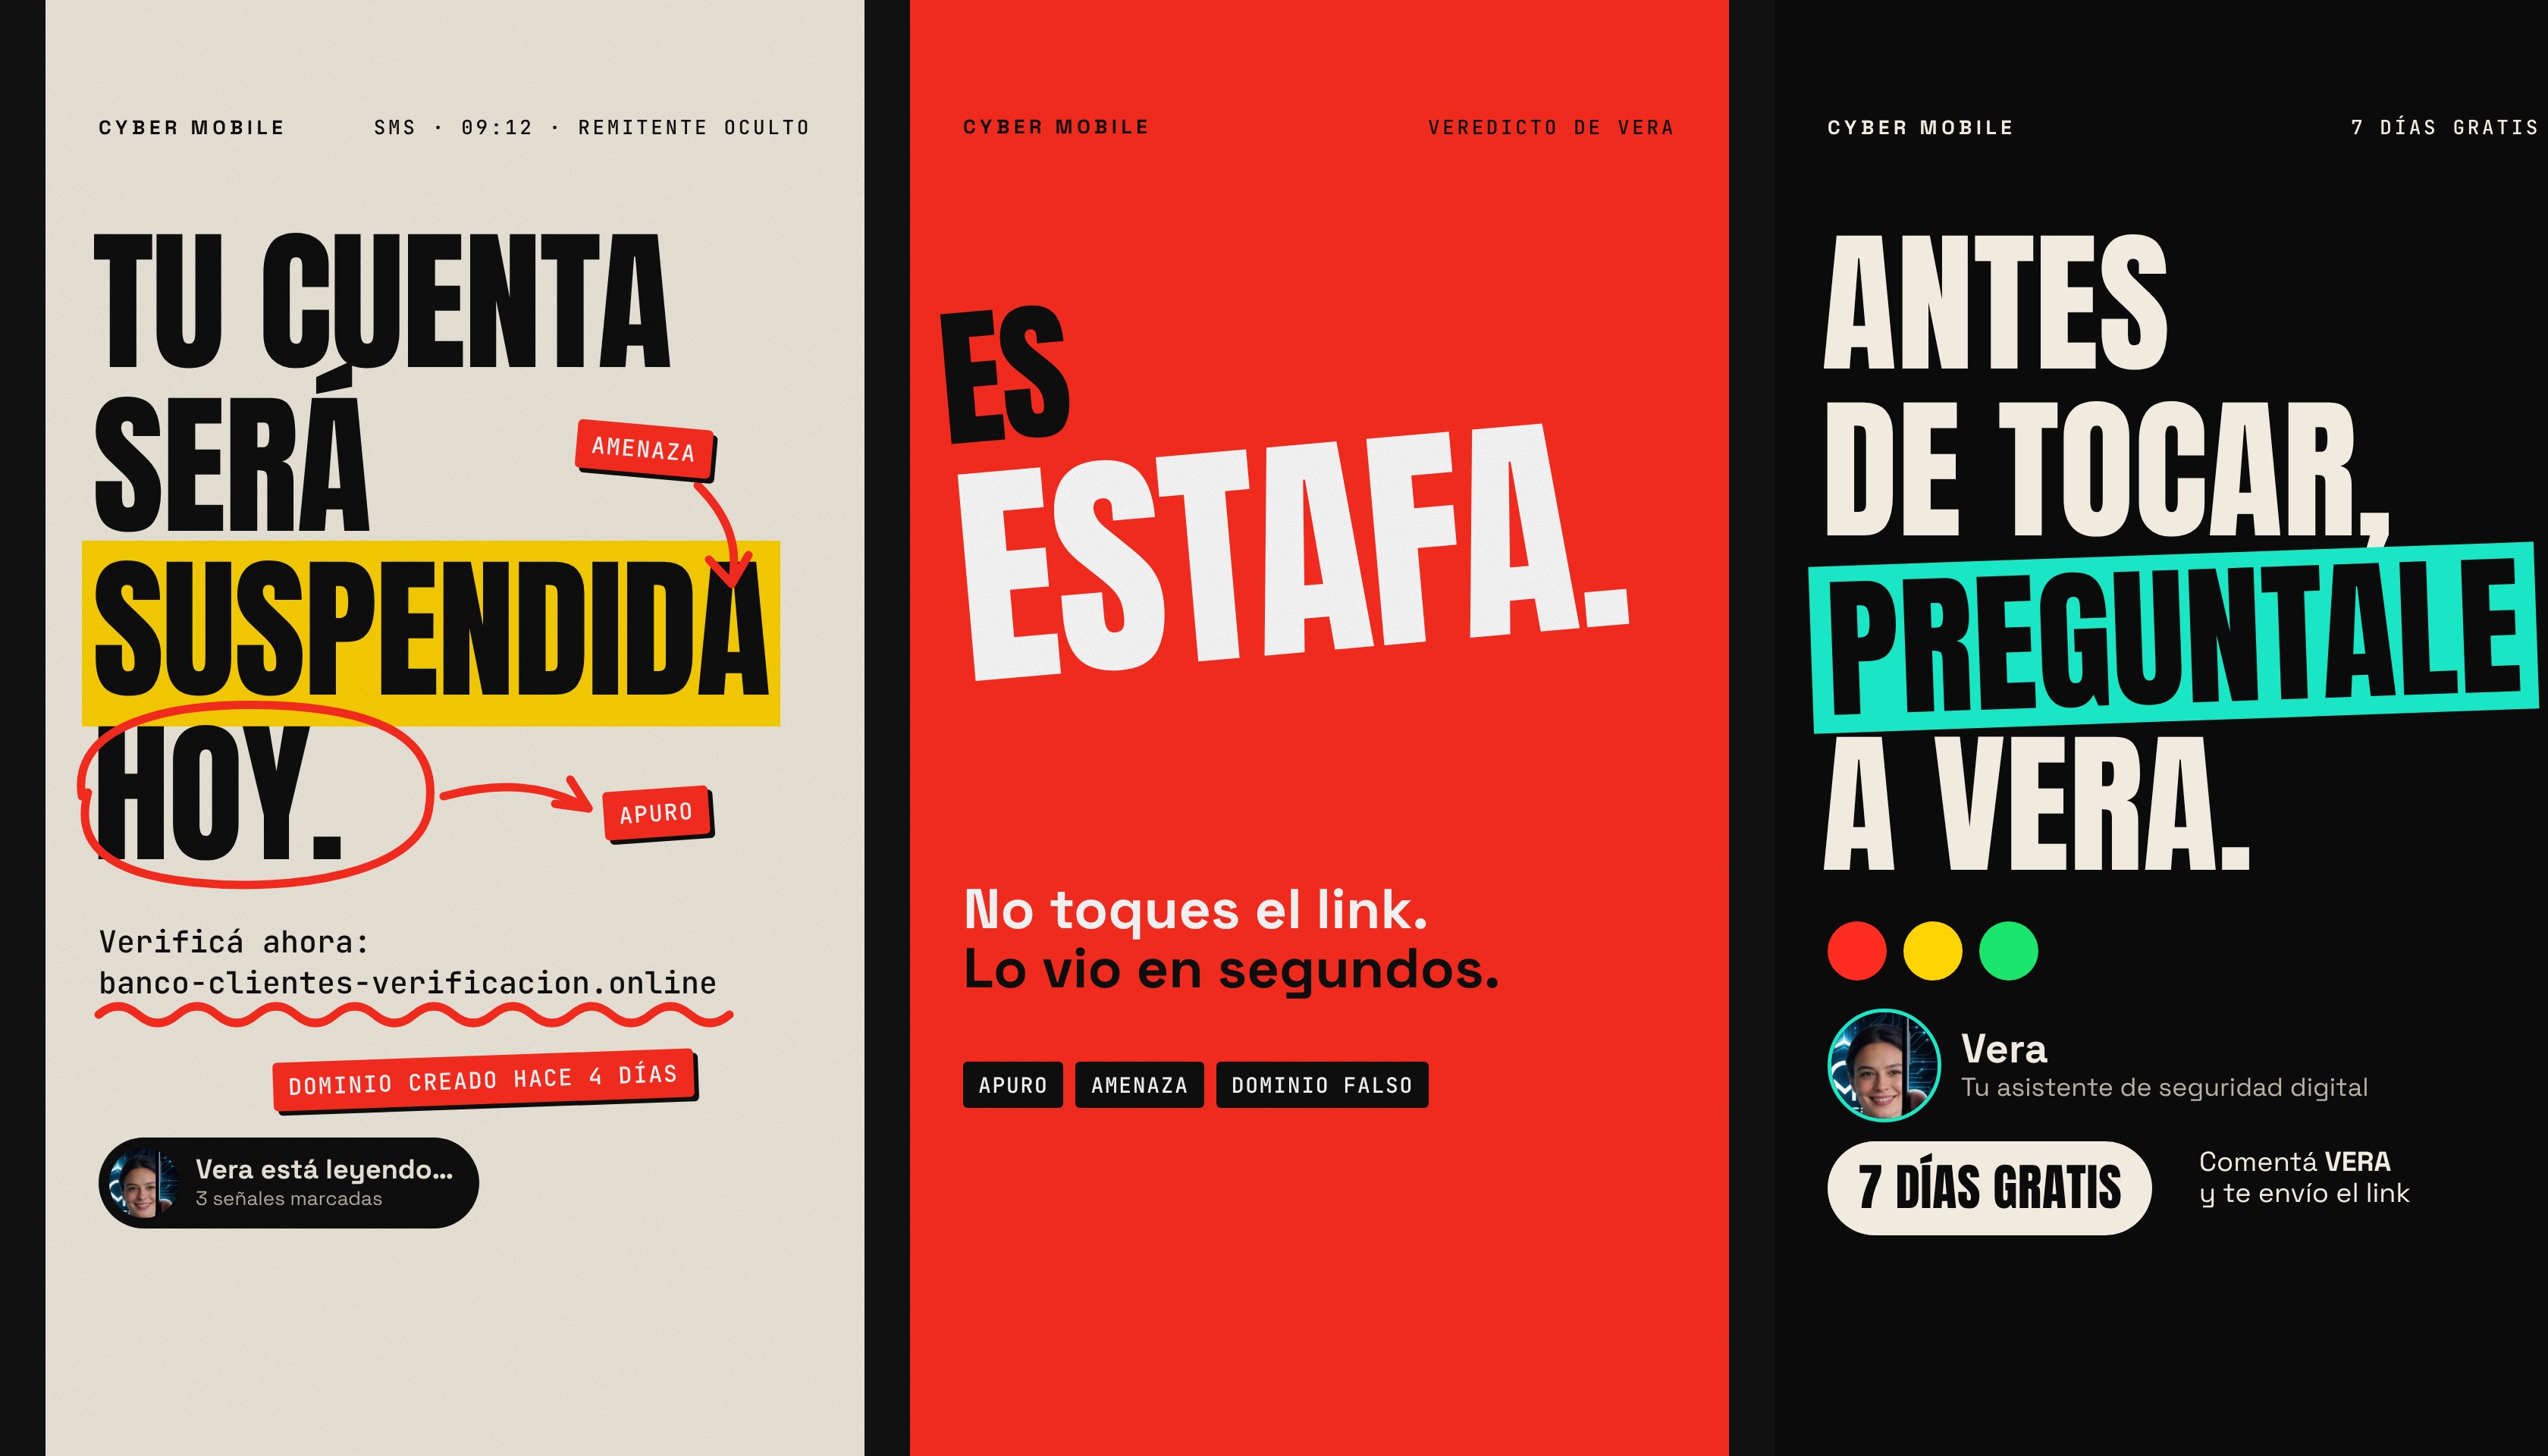 CYBER MOBILE
SMS · 09:12 · REMITENTE OCULTO
TU CUENTA
SERÁ
AMENAZA
SUSPENDIDA
HOY.
APURO
Verificá ahora:
banco-clientes-verificacion.online
DOMINIO CREADO HACE 4 DÍAS
Vera está leyendo...
3 señales marcadas
CYBER MOBILE
VEREDICTO DE VERA
ES
ESTAFA.
No toques el link.
Lo vio en segundos.
APURO
AMENAZA
DOMINIO FALSO
CYBER MOBILE
7 DÍAS GRATIS
ANTES
DE TOCAR,
PREGUNTALE
A VERA.
Vera
Tu asistente de seguridad digital
7 DÍAS GRATIS
Comentá VERA
y te envío el link